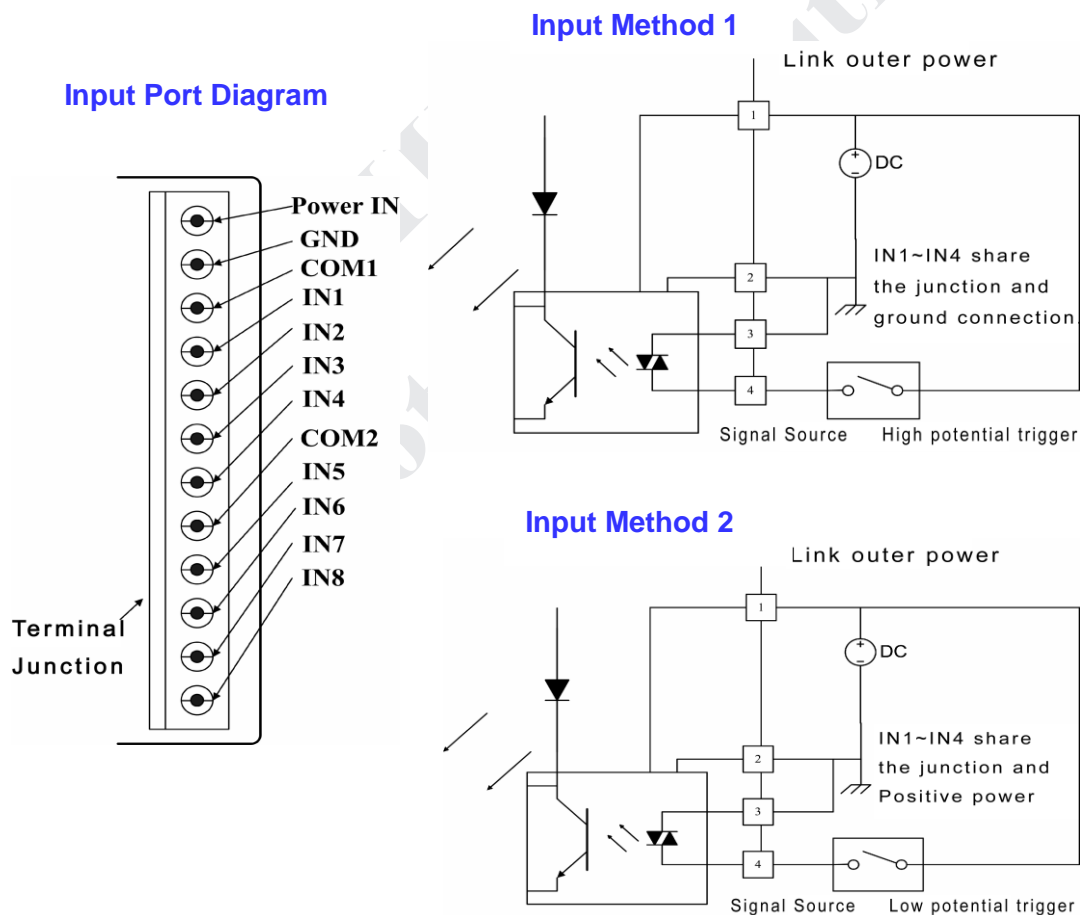 Input Port Diagram
Power IN
GND
COM1
IN1
IN2
IN3
IN4
COM2
IN5
IN6
IN7
IN8
Terminal
Junction
Input Method 1
Link outer power
1
+
−
DC
2
IN1~IN4 share
the junction and
ground connection
3
4
Signal Source
High potential trigger
Input Method 2
Link outer power
1
+
−
DC
2
IN1~IN4 share
the junction and
Positive power
3
4
Signal Source
Low potential trigger